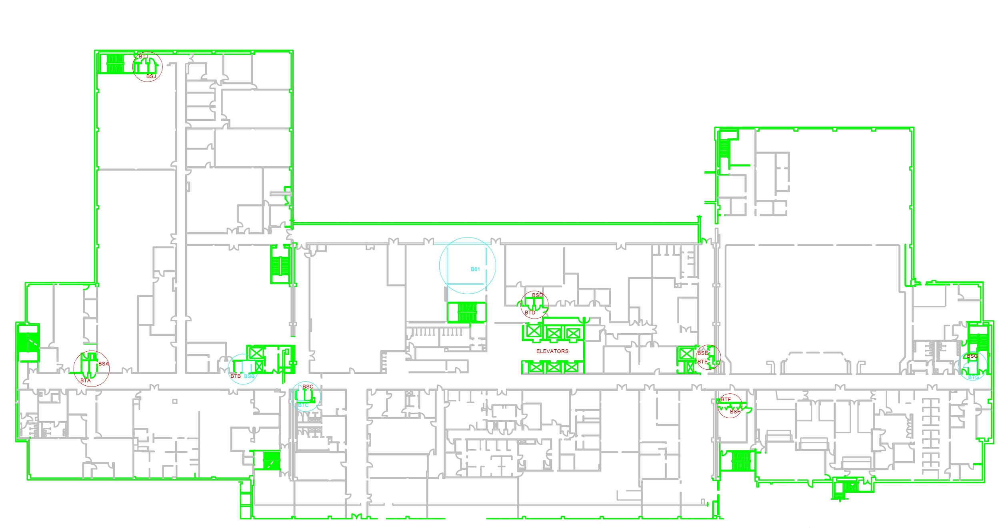 BTJ
BSJ
B61
BSD
BTD
ELEVATORS
BSE
BTE
BSG
BTG
BSA
BTA
BTB BSB
BSC
BTC
BTF
BSF